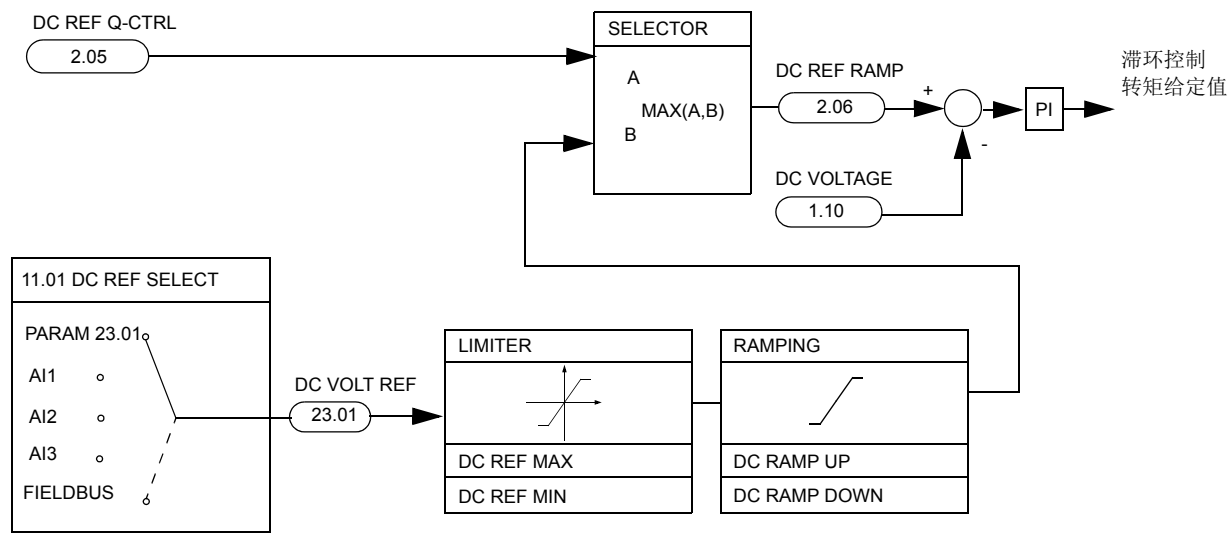 DC REF Q-CTRL
2.05
SELECTOR
A
MAX(A,B)
B
DC REF RAMP
2.06
+
-
PI
滞环控制
转矩给定值
DC VOLTAGE
1.10
11.01 DC REF SELECT
PARAM 23.01
AI1
AI2
AI3
FIELDBUS
DC VOLT REF
23.01
LIMITER
DC REF MAX
DC REF MIN
RAMPING
DC RAMP UP
DC RAMP DOWN